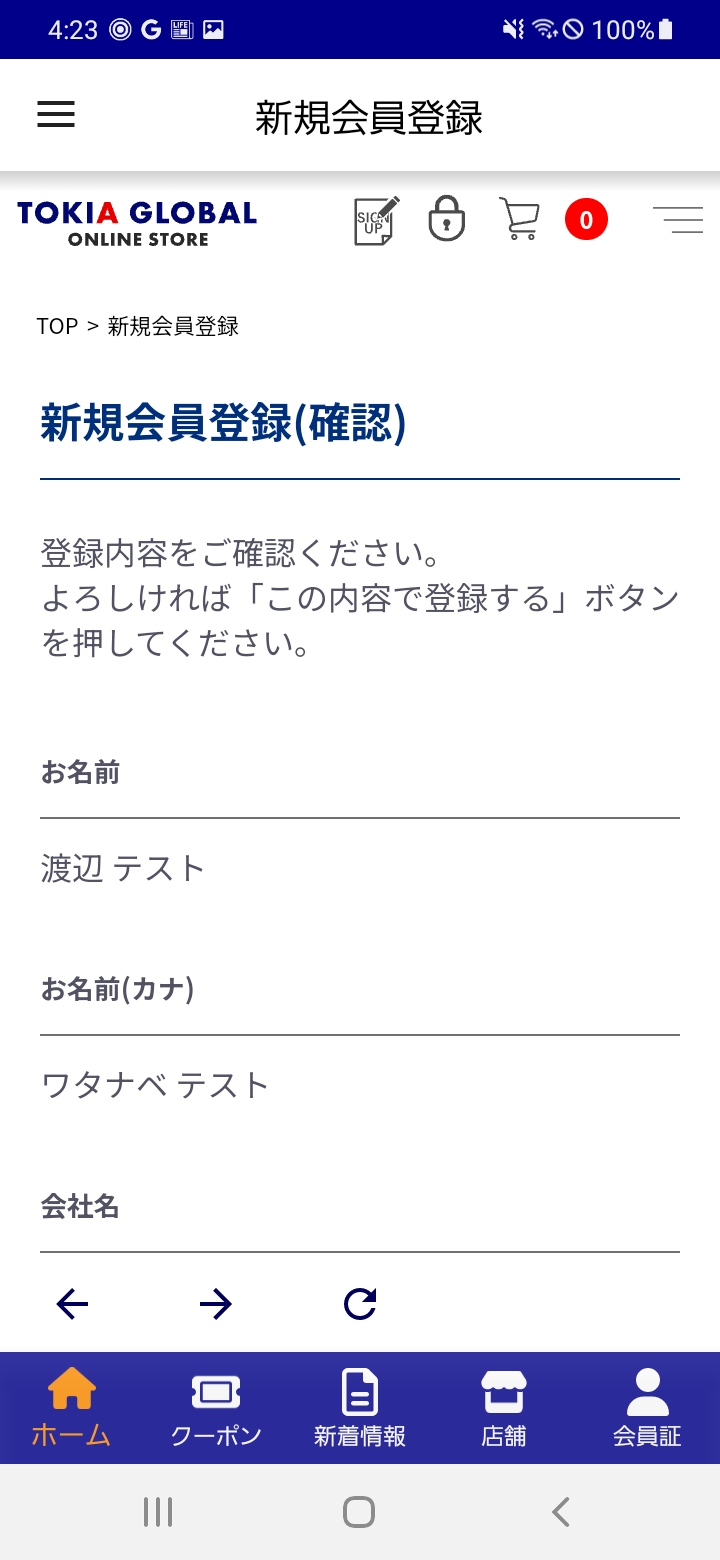 4:23
100%
新規会員登録
TOKIA GLOBAL
ONLINE STORE
SIGN
UP
0
TOP > 新規会員登録
新規会員登録(確認)
登録内容をご確認ください。
よろしければ「この内容で登録する」ボタン
を押してください。
お名前
渡辺 テスト
お名前(カナ)
ワタナベ テスト
会社名
ホーム
クーポン
新着情報
店舗
会員証